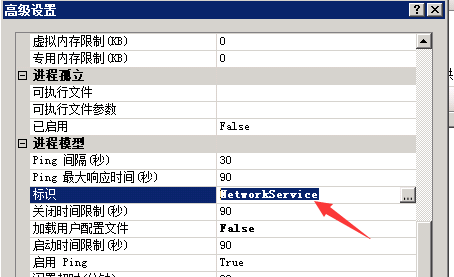 高级设置
虚拟内存限制(KB) 0
专用内存限制(KB) 0
进程孤立
可执行文件
可执行文件参数
已启用 False
进程模型
Ping 间隔(秒) 30
Ping 最大响应时间(秒) 90
标识 NetworkService ...
关闭时间限制(秒) 90
加载用户配置文件 False
启动时间限制(秒) 90
启用 Ping True